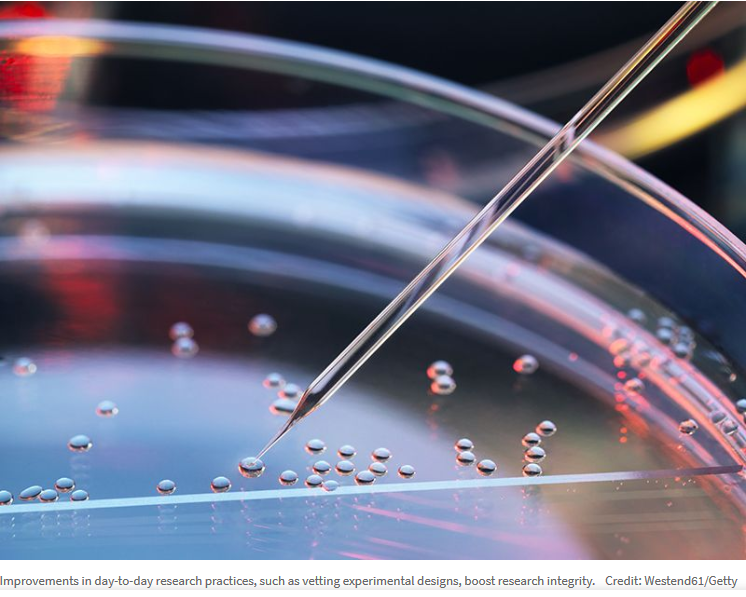 Improvements in day-to-day research practices, such as vetting experimental designs, boost research integrity. Credit: Westend61/Getty